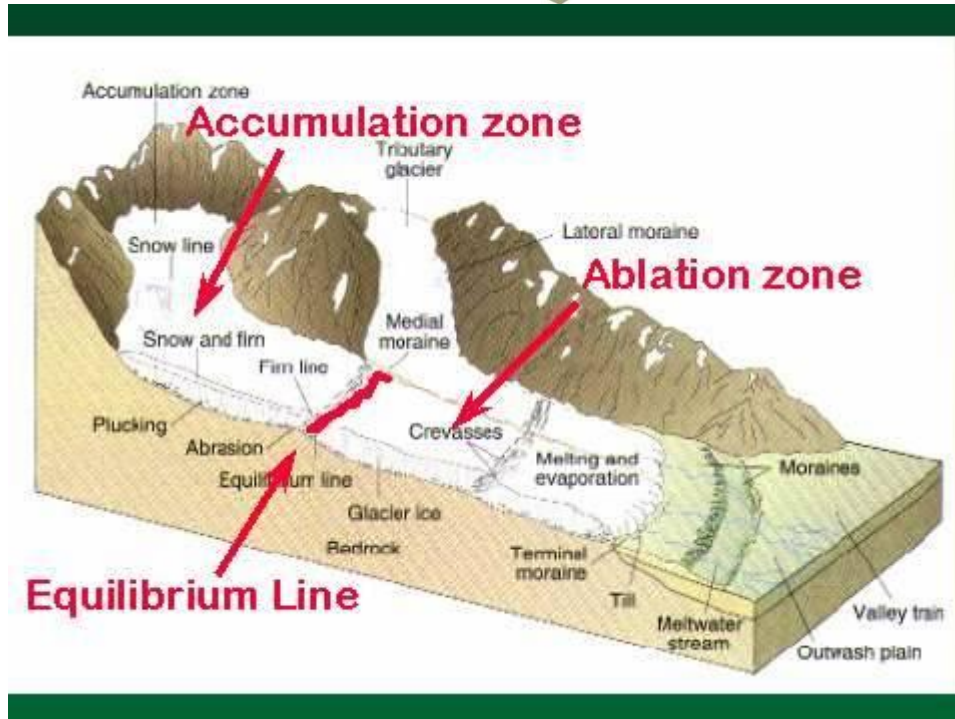 Accumulation zone
Accumulation zone
Tributary
glacier
Lateral moraine
Snow line
Ablation zone
Medial
moraine
Snow and firn
Firn line
Plucking
Abrasion
Crevasses
Melting and
evaporation
Moraines
Equilibrium line
Glacier ice
Bedrock
Terminal
moraine
Equilibrium Line
Till
Meltwater
stream
Valley train
Outwash plain